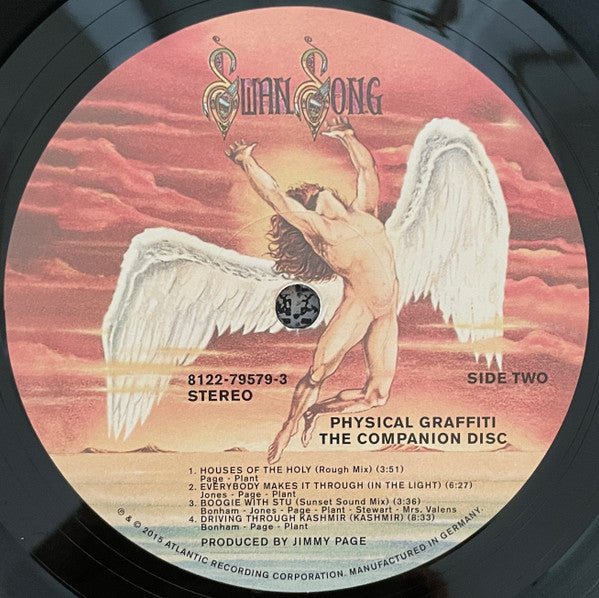 SWAN SONG
8122-79579-3
STEREO
SIDE TWO
PHYSICAL GRAFFITI
THE COMPANION DISC
1. HOUSES OF THE HOLY (Rough Mix) (3:51)
Page - Plant
2. EVERYBODY MAKES IT THROUGH (IN THE LIGHT) (6:27)
Jones - Page - Plant
3. BOOGIE WITH STU (Sunset Sound Mix) (3:36)
Bonham - Jones - Page - Plant - Stewart - Mrs. Valens
4. DRIVING THROUGH KASHMIR (KASHMIR) (8:33)
Bonham - Page - Plant
PRODUCED BY JIMMY PAGE
℗ & © 2015 ATLANTIC RECORDING CORPORATION. MANUFACTURED IN GERMANY.